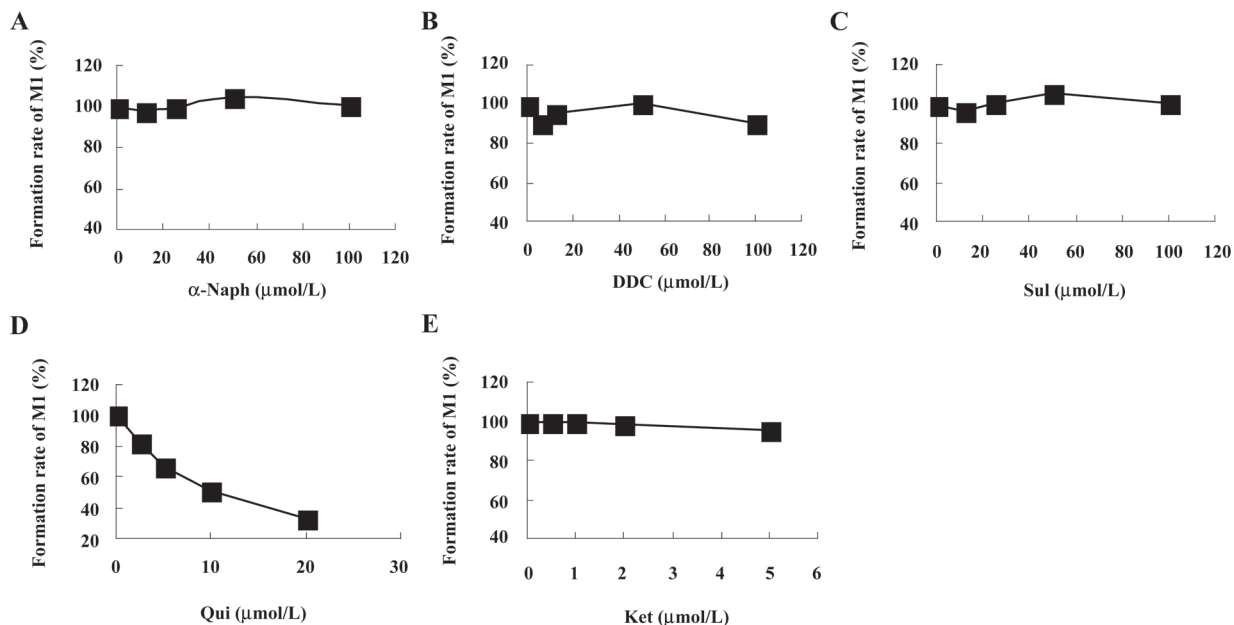 A
Formation rate of M1 (%)
120
100
80
60
40
0 20 40 60 80 100 120
α-Naph (µmol/L)
B
Formation rate of M1 (%)
120
100
80
60
40
0 20 40 60 80 100 120
DDC (µmol/L)
C
Formation rate of M1 (%)
120
100
80
60
40
0 20 40 60 80 100 120
Sul (µmol/L)
D
Formation rate of M1 (%)
120
100
80
60
40
20
0 10 20 30
Qui (µmol/L)
E
Formation rate of M1 (%)
120
100
80
60
40
0 1 2 3 4 5 6
Ket (µmol/L)